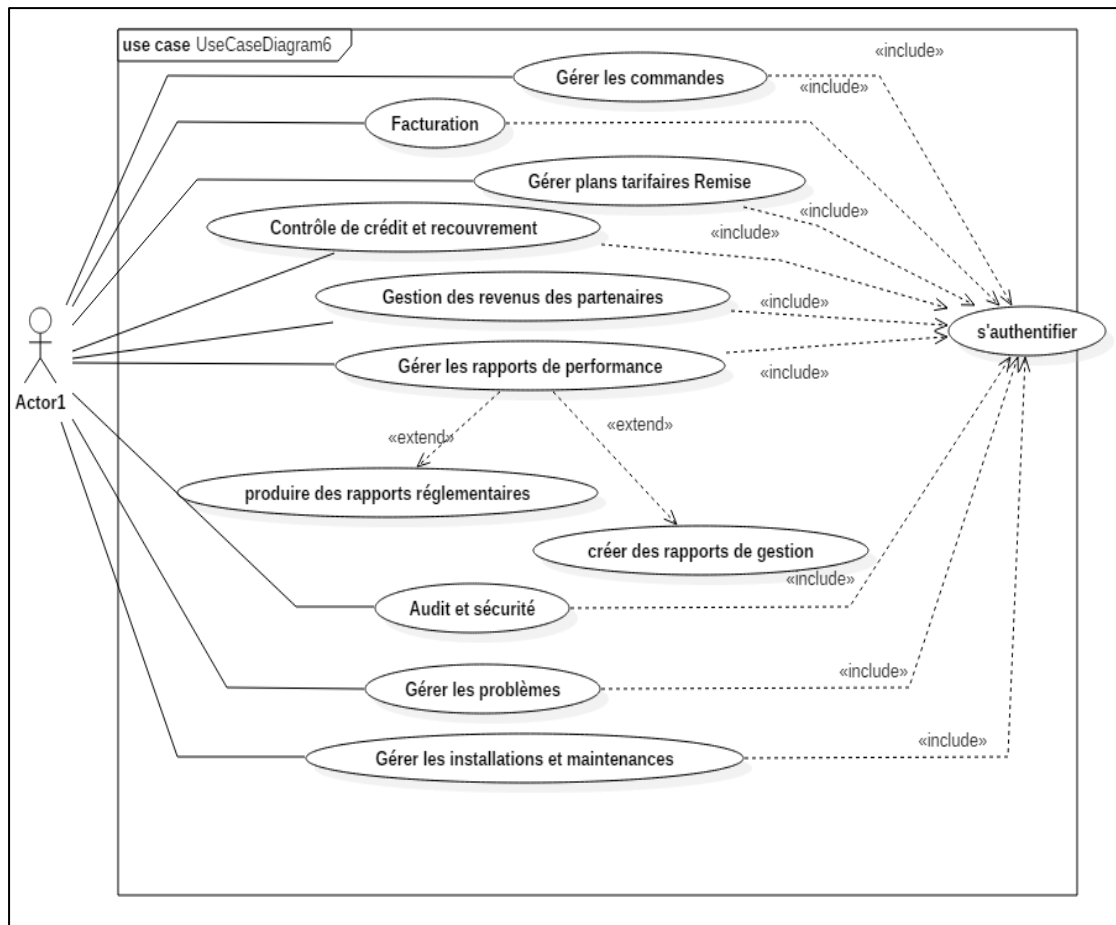 use case UseCaseDiagram6
«include»
Gérer les commandes
«include»
Facturation
Gérer plans tarifaires Remise
«include»
Contrôle de crédit et recouvrement
«include»
Gestion des revenus des partenaires
«include»
s'authentifier
Gérer les rapports de performance
«include»
Actor1
«extend»
«extend»
produire des rapports réglementaires
créer des rapports de gestion
«include»
Audit et sécurité
«include»
Gérer les problèmes
«include»
Gérer les installations et maintenances